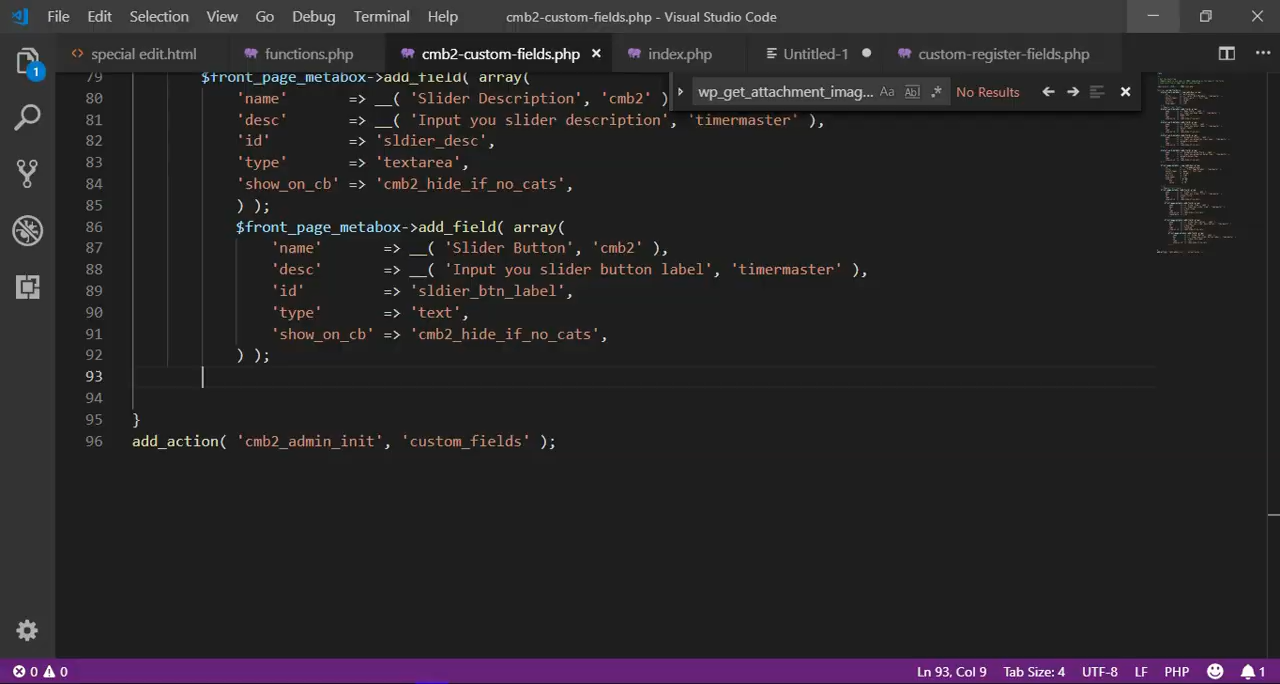 File Edit Selection View Go Debug Terminal Help cmb2-custom-fields.php - Visual Studio Code
special edit.html functions.php cmb2-custom-fields.php index.php Untitled-1 custom-register-fields.php
1
79 $front_page_metabox->add_field( array(
wp_get_attachment_imag... Aa Abl .* No Results
80 'name' => __( 'Slider Description', 'cmb2' )
81 'desc' => __( 'Input you slider description', 'timermaster' ),
82 'id' => 'sldier_desc',
83 'type' => 'textarea',
84 'show_on_cb' => 'cmb2_hide_if_no_cats',
85 ) );
86 $front_page_metabox->add_field( array(
87 'name' => __( 'Slider Button', 'cmb2' ),
88 'desc' => __( 'Input you slider button label', 'timermaster' ),
89 'id' => 'sldier_btn_label',
90 'type' => 'text',
91 'show_on_cb' => 'cmb2_hide_if_no_cats',
92 ) );
93
94
95 }
96 add_action( 'cmb2_admin_init', 'custom_fields' );
0 0 Ln 93, Col 9 Tab Size: 4 UTF-8 LF PHP 1